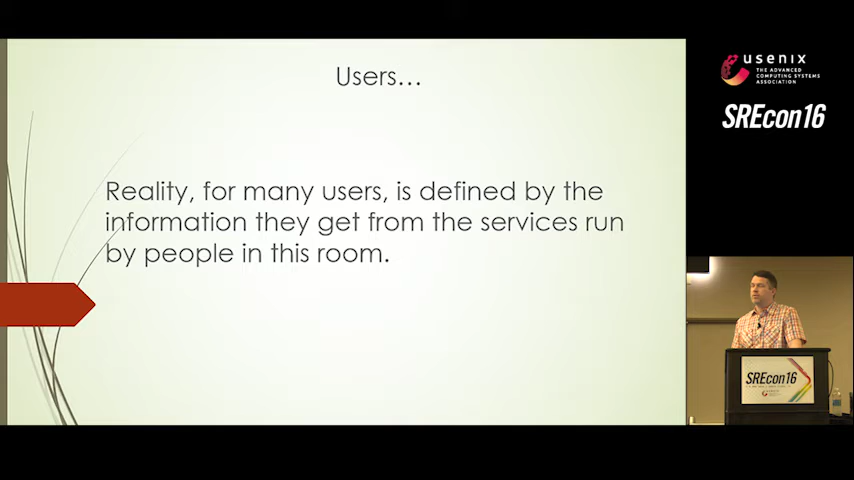 Users...
Reality, for many users, is defined by the
information they get from the services run
by people in this room.
usenix
THE ADVANCED
COMPUTING SYSTEMS
ASSOCIATION
SREcon16
SREcon16